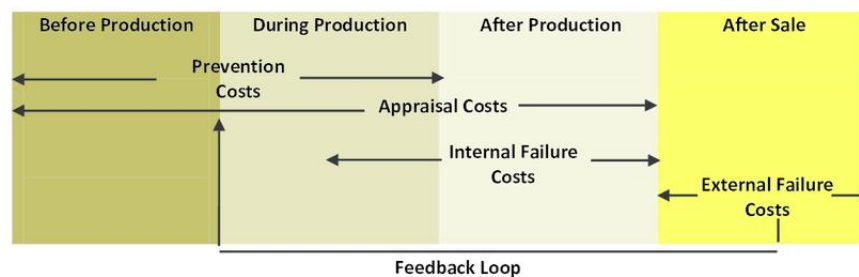 Before Production
During Production
After Production
After Sale
Prevention
Costs
Appraisal Costs
Internal Failure
Costs
External Failure
Costs
Feedback Loop